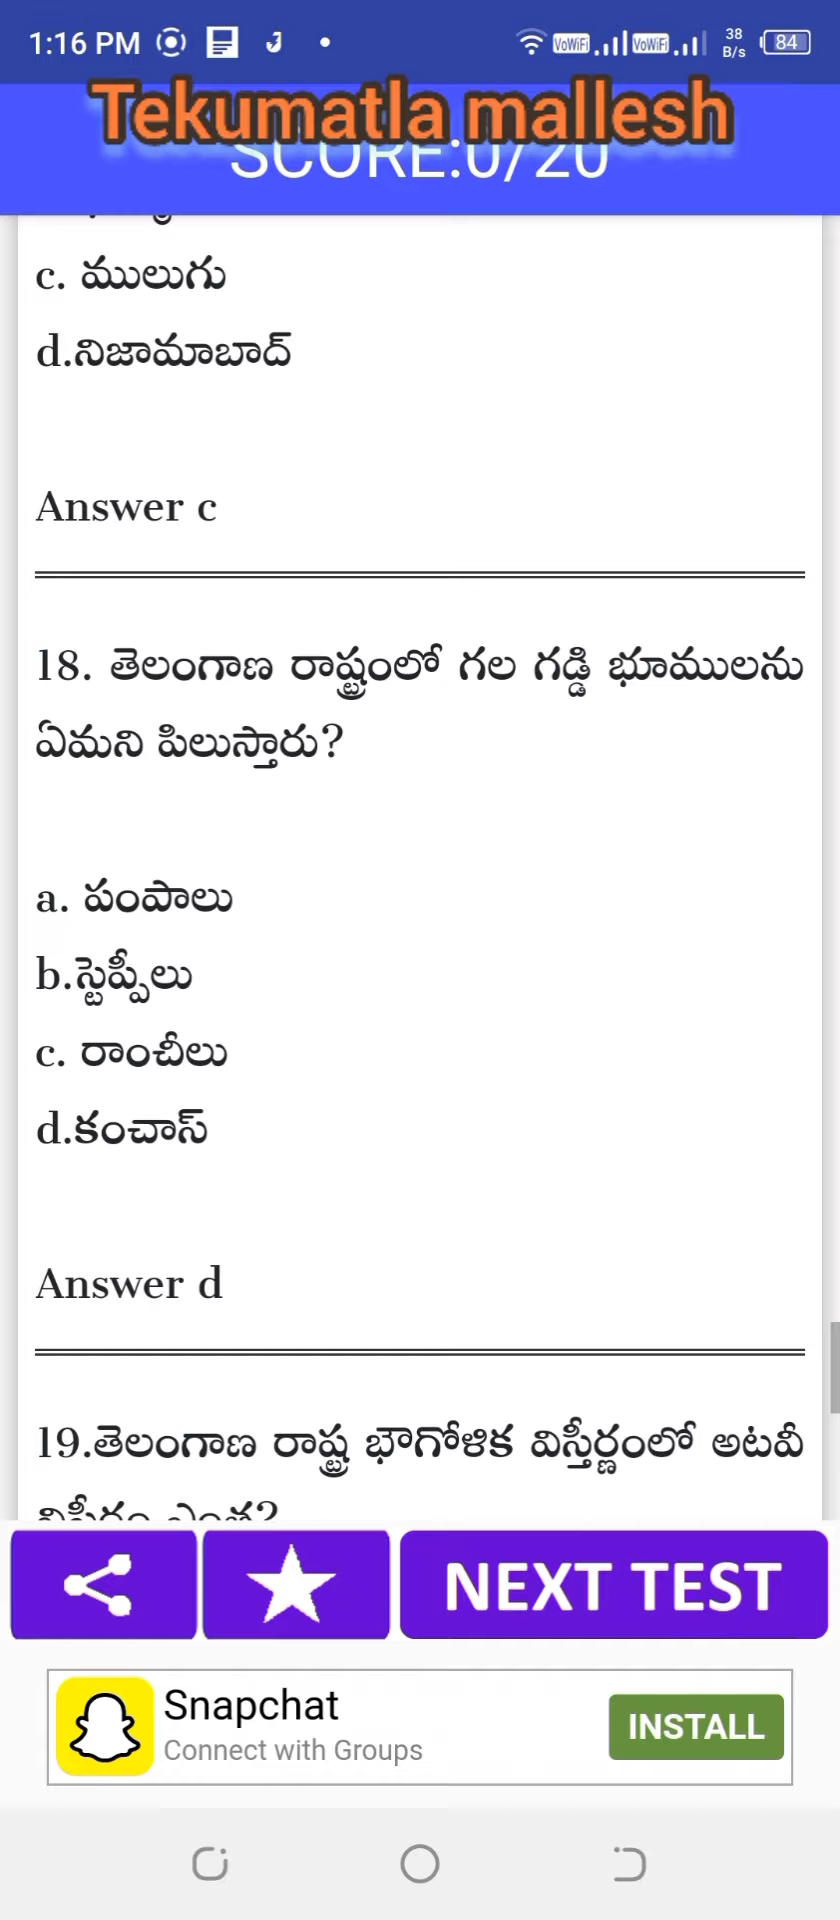 1:16 PM
VoWiFi VoWiFi 38 B/s 84
Tekumatla mallesh
SCORE:0/20
c. ములుగు
d.నిజామాబాద్
Answer c
18. తెలంగాణ రాష్ట్రంలో గల గడ్డి భూములను
ఏమని పిలుస్తారు?
a. పంపాలు
b.స్టెప్పీలు
c. రాంచీలు
d.కంచాస్
Answer d
19.తెలంగాణ రాష్ట్ర భౌగోళిక విస్తీర్ణంలో అటవీ
ఎంత?
NEXT TEST
Snapchat
Connect with Groups
INSTALL